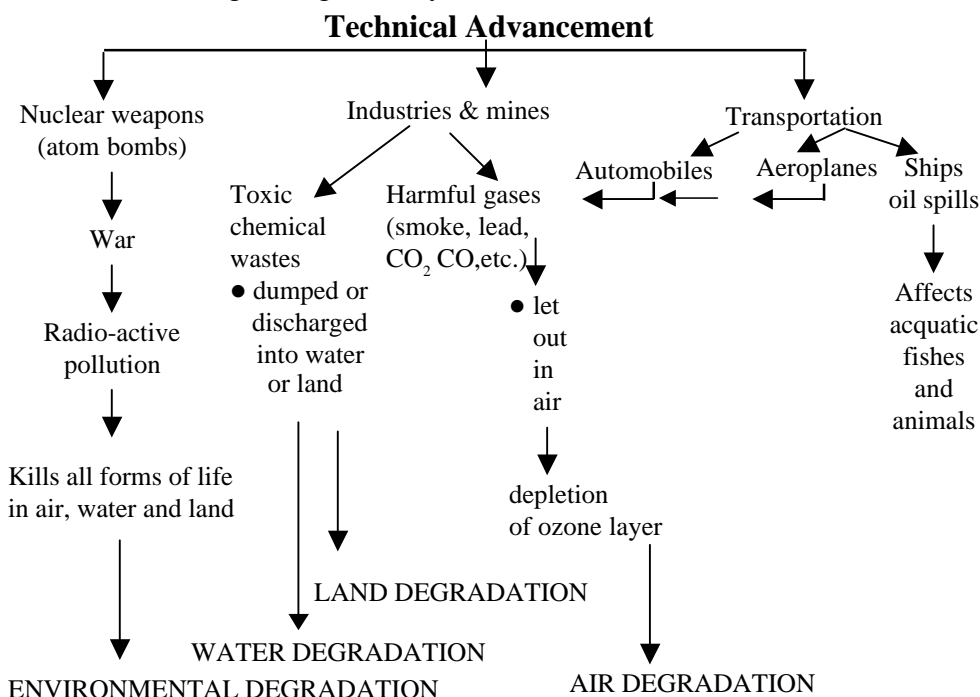 Technical Advancement
Nuclear weapons
(atom bombs)
War
Radio-active
pollution
Kills all forms of life
in air, water and land
ENVIRONMENTAL DEGRADATION
Industries & mines
Toxic
chemical
wastes
● dumped or
discharged
into water
or land
LAND DEGRADATION
WATER DEGRADATION
Harmful gases
(smoke, lead,
CO₂ CO,etc.)
● let
out
in
air
depletion
of ozone layer
AIR DEGRADATION
Transportation
Automobiles
Aeroplanes
Ships
oil spills
Affects
acquatic
fishes
and
animals